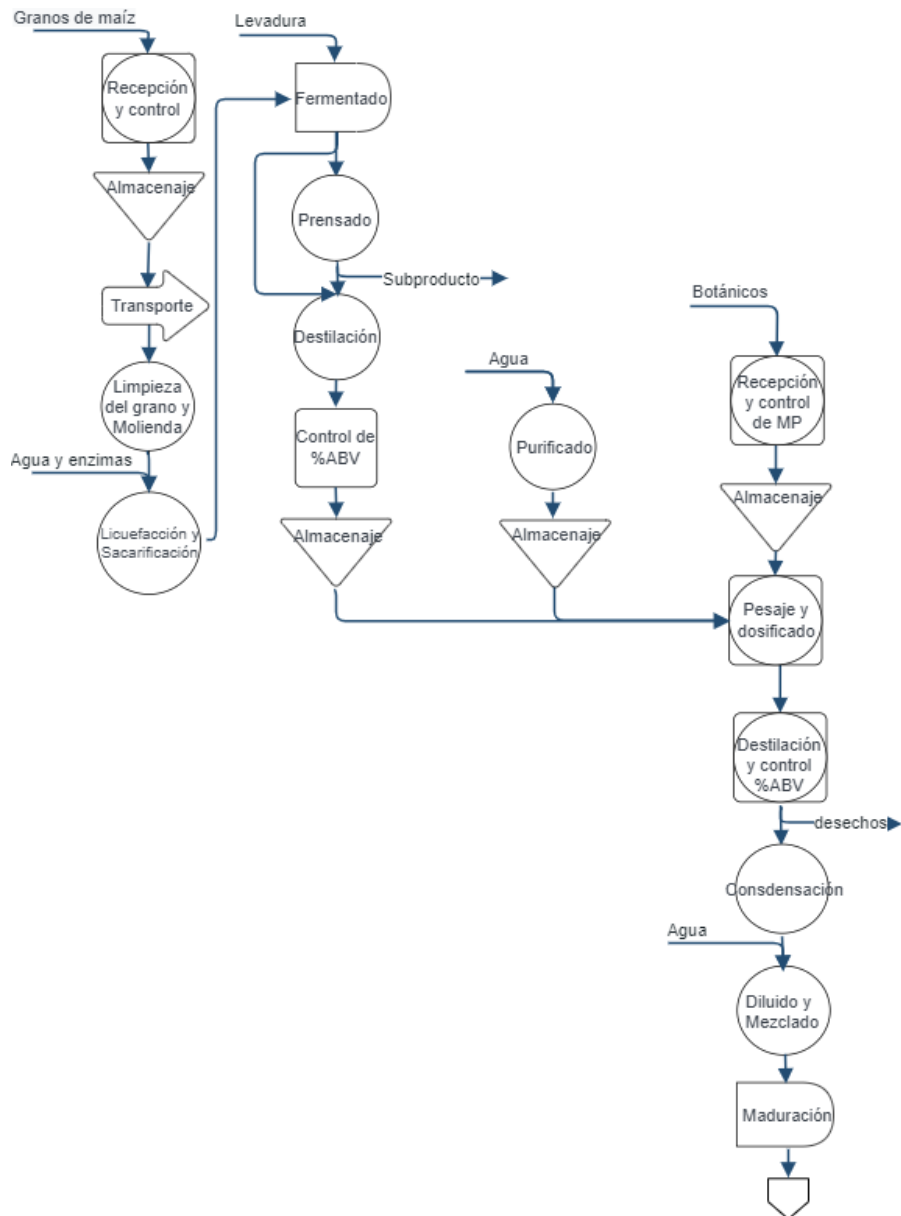 Granos de maíz
Recepción
y control
Almacenaje
Transporte
Limpieza
del grano y
Molienda
Agua y enzimas
Licuefacción y
Sacarificación
Levadura
Fermentado
Prensado
Subproducto
Destilación
Control de
%ABV
Almacenaje
Agua
Purificado
Almacenaje
Botánicos
Recepción
y control
de MP
Almacenaje
Pesaje y
dosificado
Destilación
y control
%ABV
desechos
Consdensación
Agua
Diluido y
Mezclado
Maduración